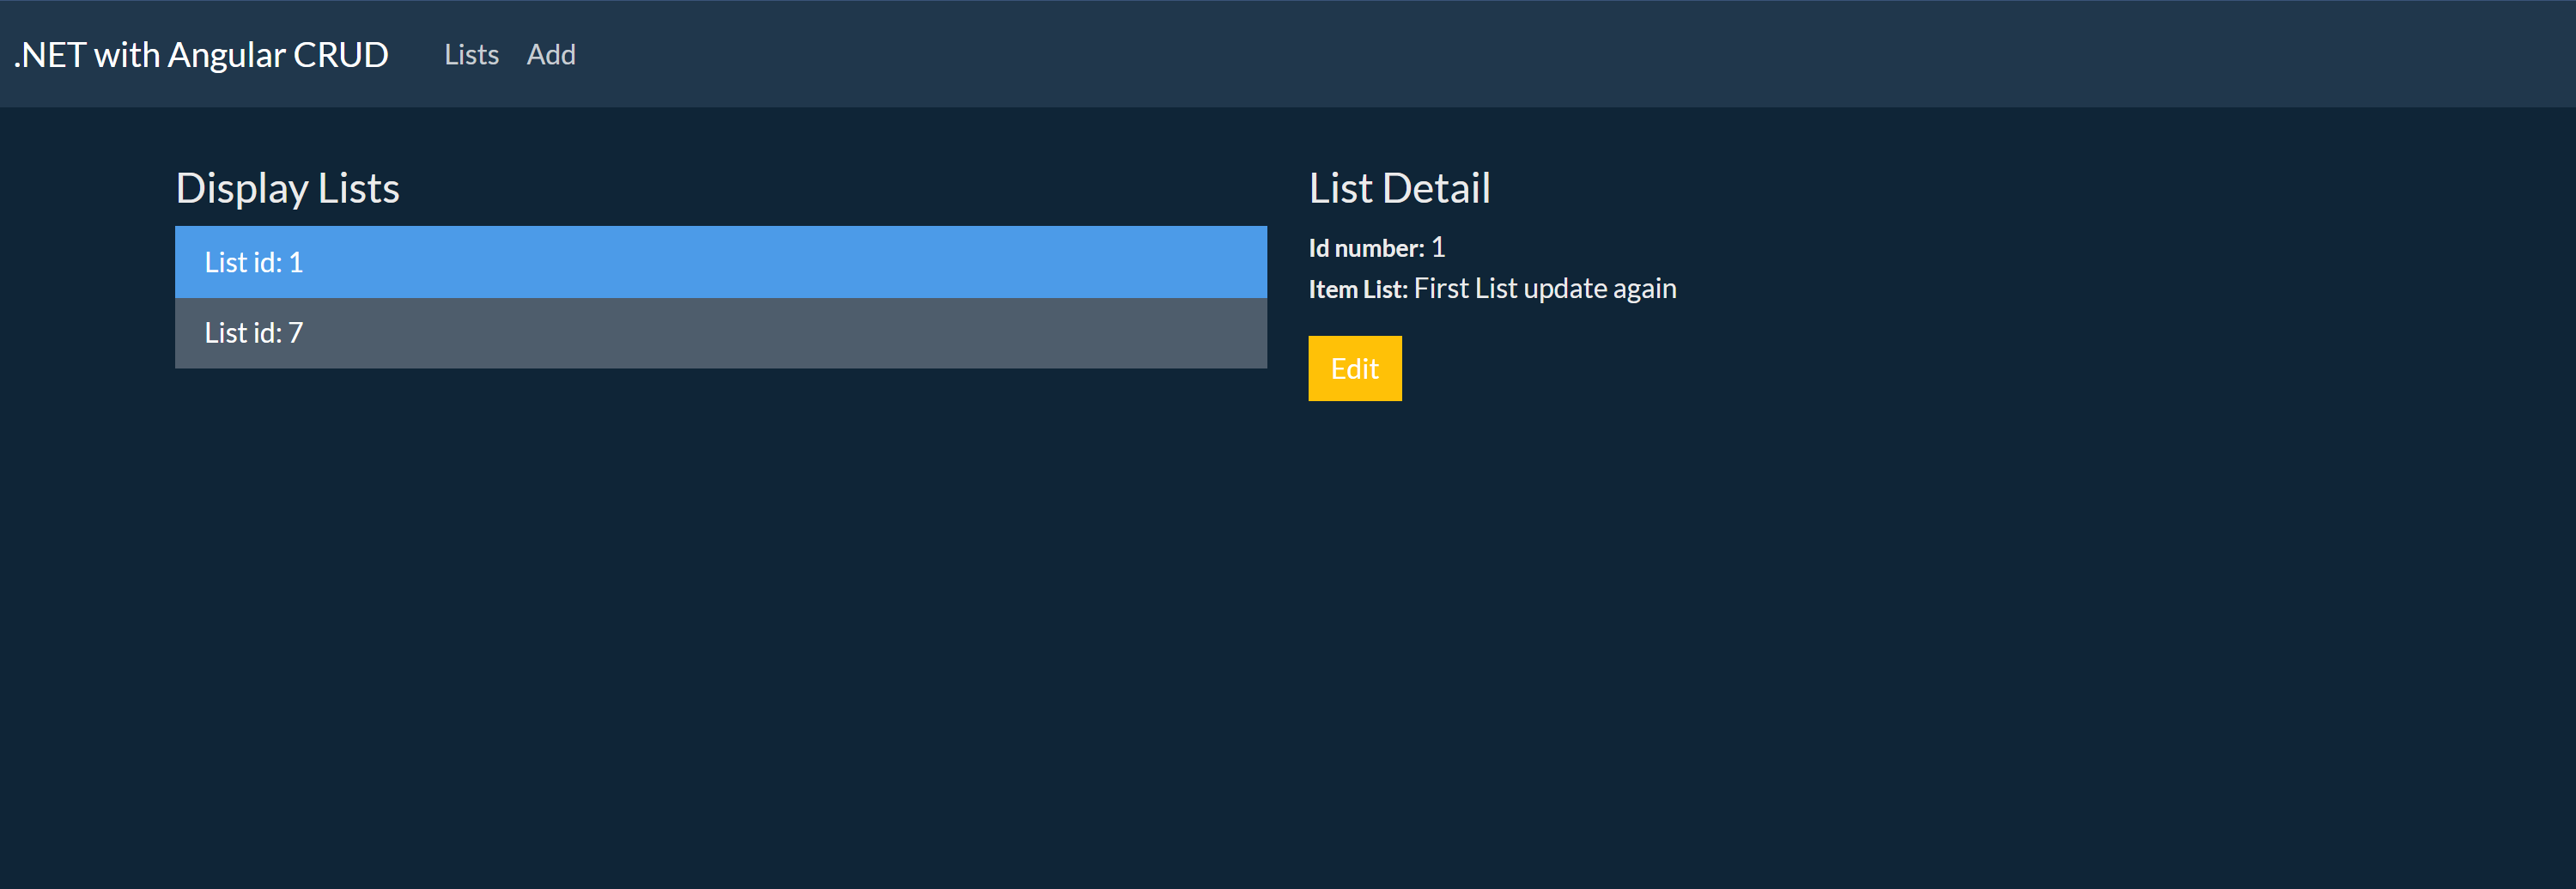 .NET with Angular CRUD Lists Add
Display Lists
List id: 1
List id: 7
List Detail
Id number: 1
Item List: First List update again
Edit